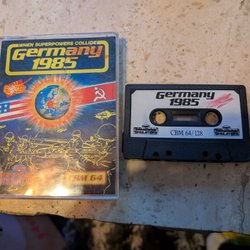 WHEN SUPERPOWERS COLLIDE
Germany
1985
CBM 64
Germany
1985
CBM 64/128